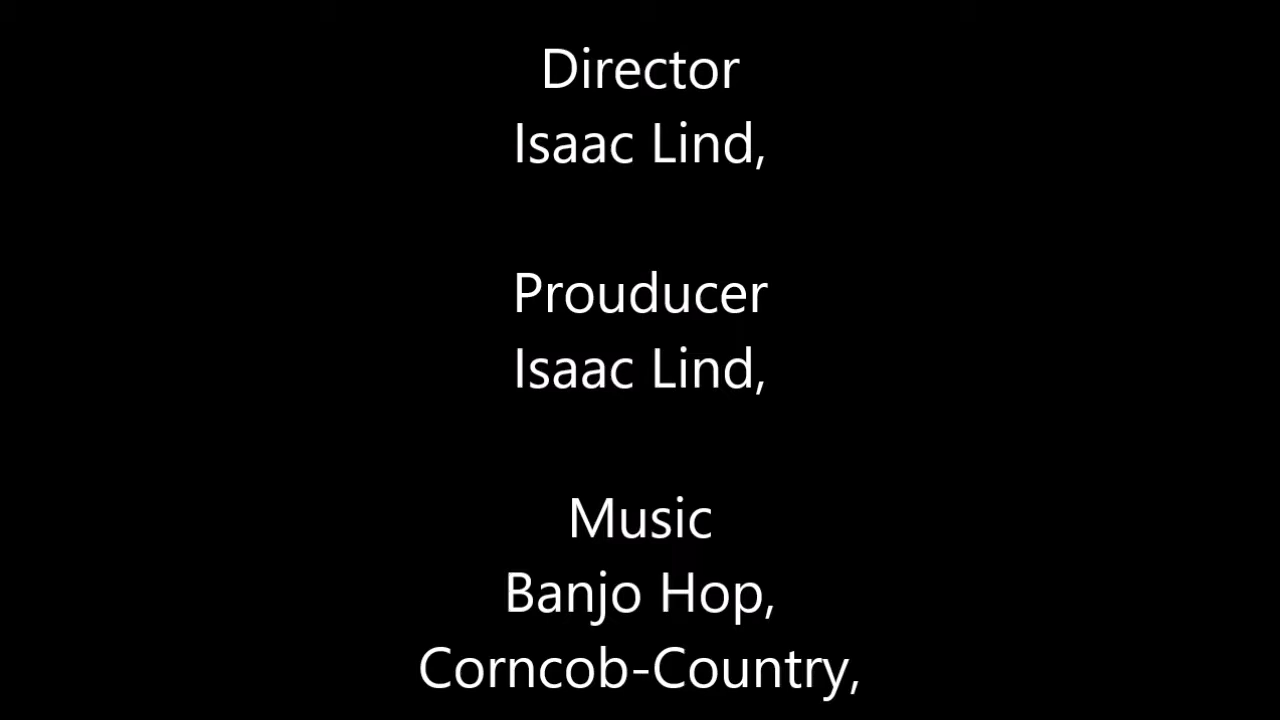 Director
Isaac Lind,
Prouducer
Isaac Lind,
Music
Banjo Hop,
Corncob-Country,